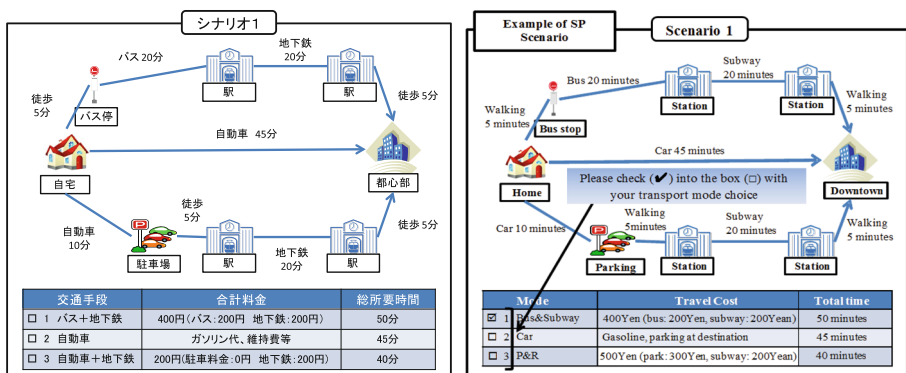 シナリオ1
バス 20分
地下鉄
20分
徒歩
5分
バス停
駅
駅
徒歩 5分
自動車 45分
自宅
都心部
自動車
10分
徒歩
5分
駐車場
駅
地下鉄
20分
駅
徒歩 5分
交通手段 合計料金 総所要時間
□ 1 バス＋地下鉄 400円(バス:200円 地下鉄:200円) 50分
□ 2 自動車 ガソリン代、維持費等 45分
□ 3 自動車＋地下鉄 200円(駐車料金:0円 地下鉄:200円) 40分
Example of SP
Scenario
Scenario 1
Bus 20 minutes
Subway
20 minutes
Walking
5 minutes
Bus stop
Station
Station
Walking
5 minutes
Car 45 minutes
Please check (✔) into the box (□) with
your transport mode choice
Home
Downtown
Car 10 minutes
Walking
5minutes
Parking
Station
Subway
20 minutes
Station
Walking
5 minutes
Mode Travel Cost Total time
☑ 1 Bus&Subway 400Yen (bus: 200Yen, subway: 200Yean) 50 minutes
□ 2 Car Gasoline, parking at destination 45 minutes
□ 3 P&R 500Yen (park: 300Yen, subway: 200Yean) 40 minutes